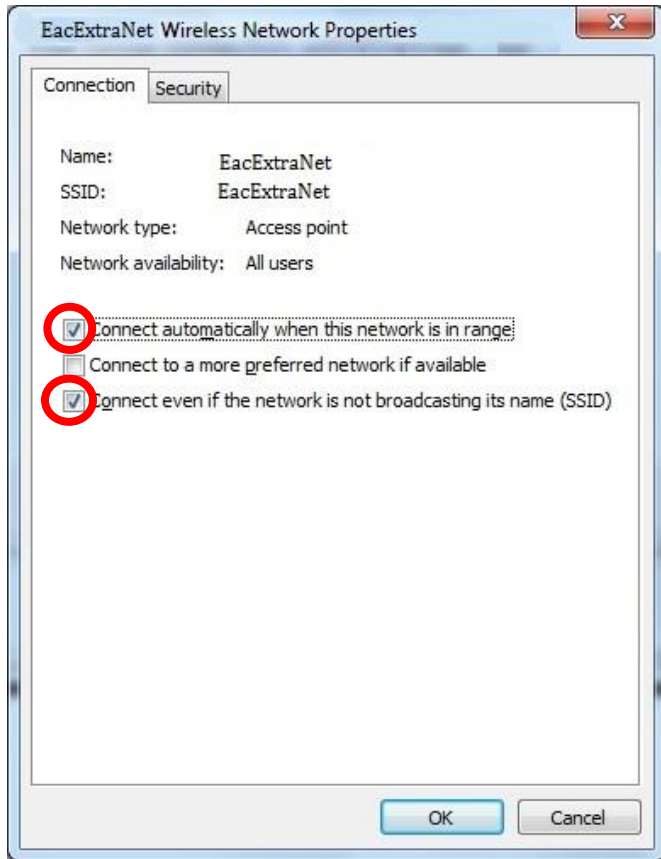 EacExtraNet Wireless Network Properties
Connection Security
Name: EacExtraNet
SSID: EacExtraNet
Network type: Access point
Network availability: All users
Connect automatically when this network is in range
Connect to a more preferred network if available
Connect even if the network is not broadcasting its name (SSID)
OK Cancel